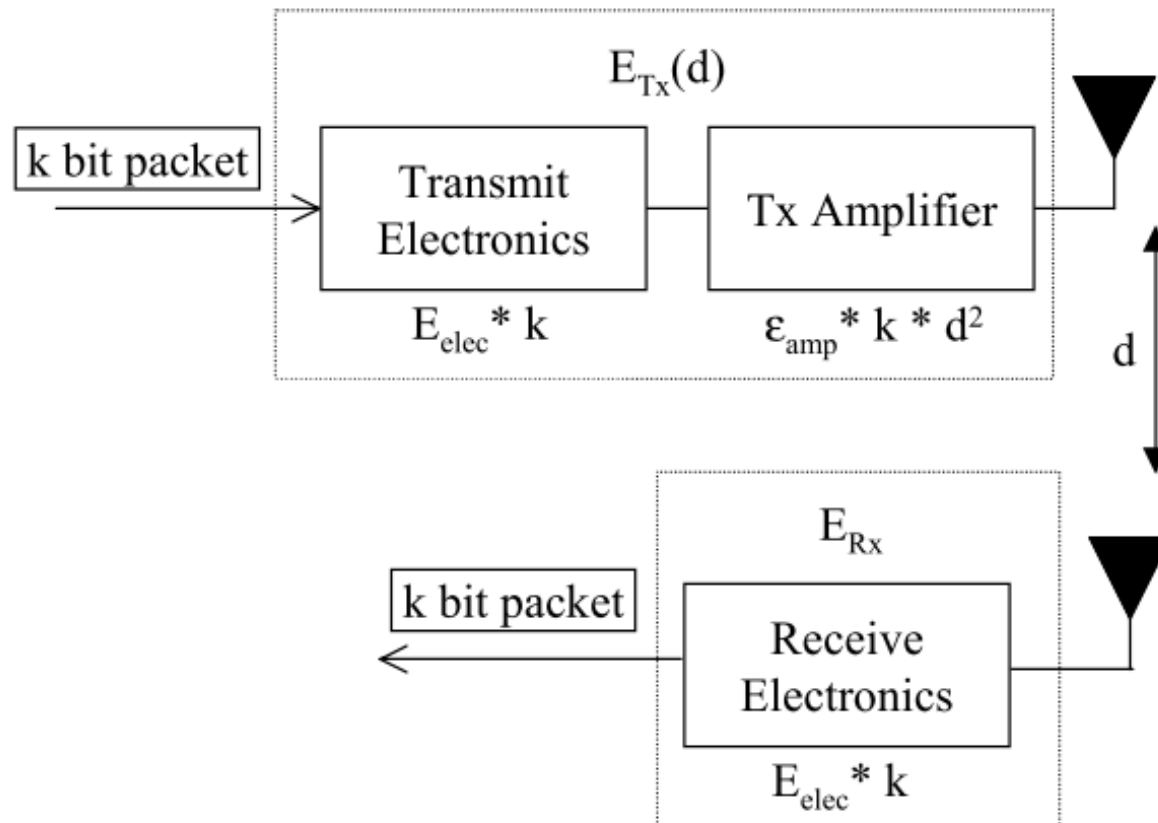 E_Tx(d)
k bit packet
Transmit
Electronics
Tx Amplifier
E_elec* k
ε_amp* k * d²
d
E_Rx
k bit packet
Receive
Electronics
E_elec* k